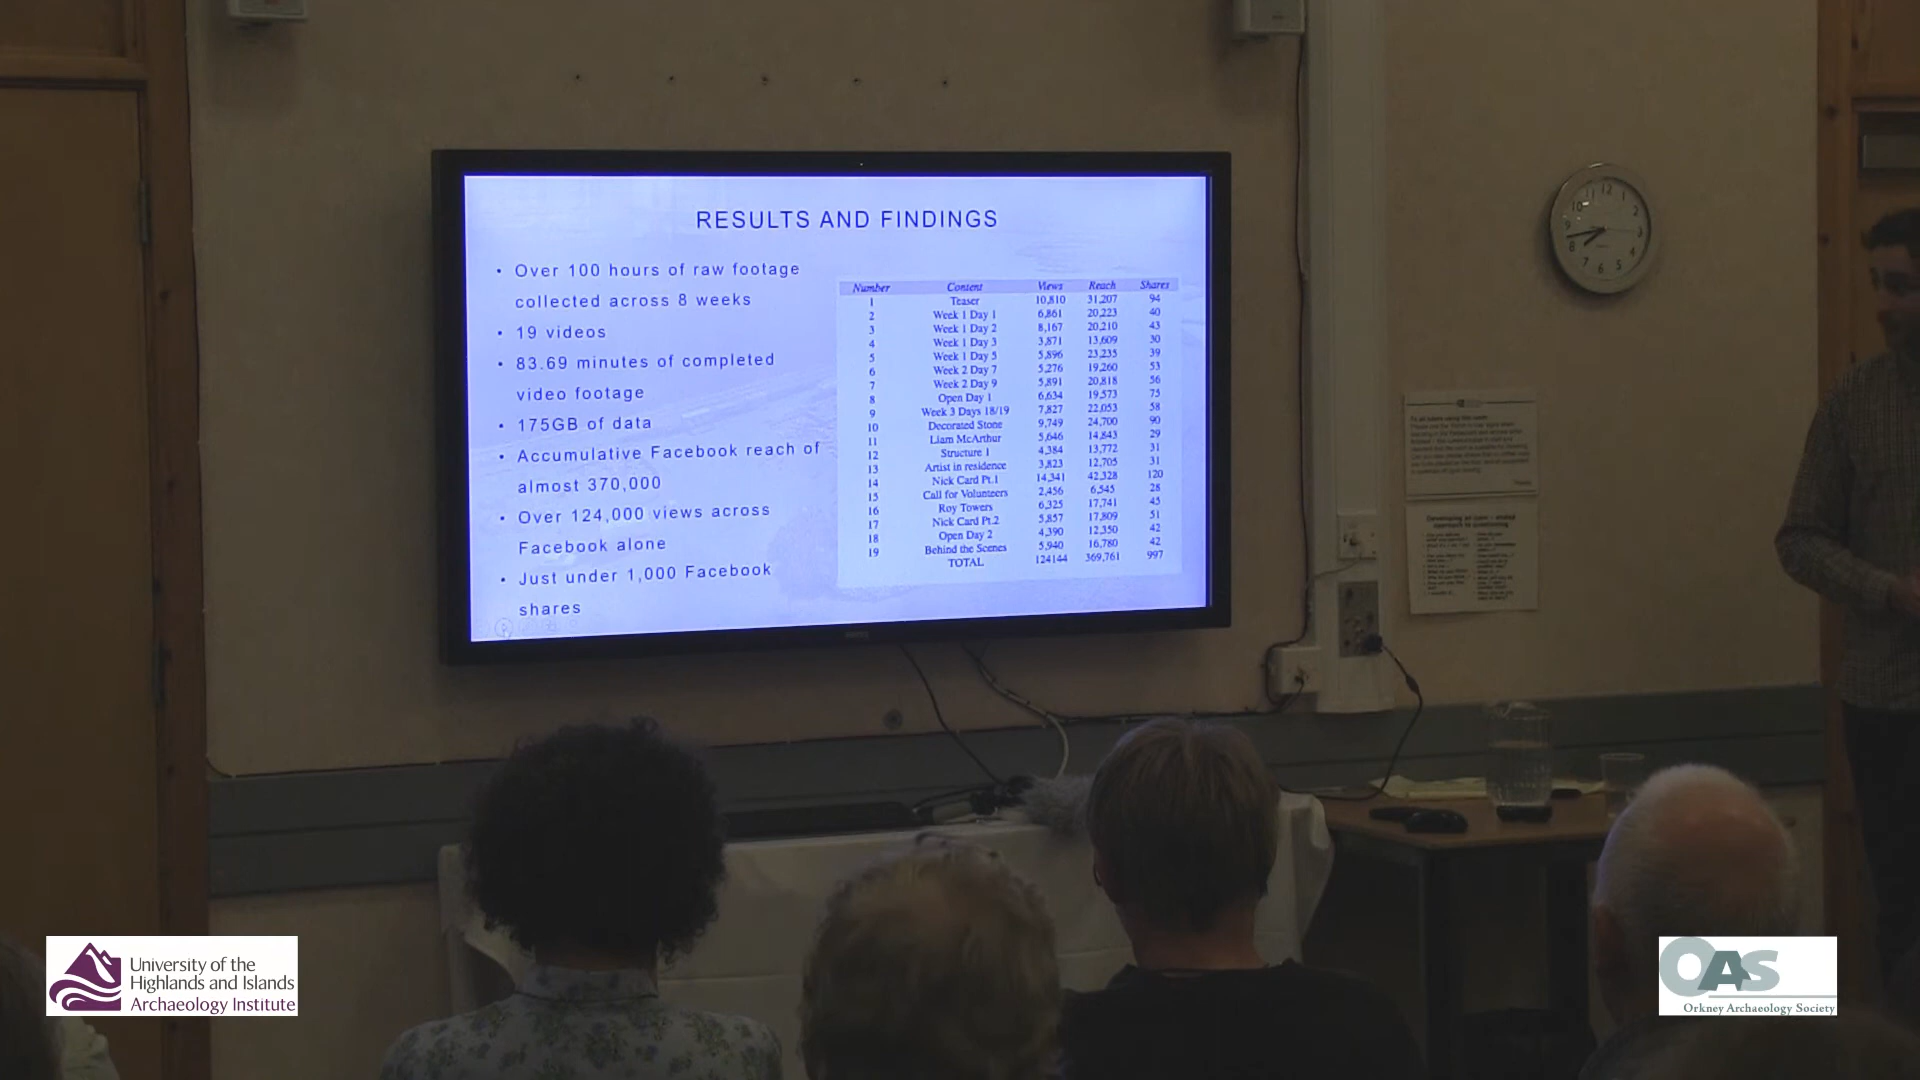 RESULTS AND FINDINGS
• Over 100 hours of raw footage
collected across 8 weeks
• 19 videos
• 83.69 minutes of completed
video footage
• 175GB of data
• Accumulative Facebook reach of
almost 370,000
• Over 124,000 views across
Facebook alone
• Just under 1,000 Facebook
shares
Number Content Views Reach Shares
1 Teaser 10,810 31,207 94
2 Week 1 Day 1 6,861 20,223 40
3 Week 1 Day 2 8,167 20,210 43
4 Week 1 Day 3 3,871 13,609 30
5 Week 1 Day 5 5,896 23,235 39
6 Week 2 Day 7 5,276 19,260 53
7 Week 2 Day 9 5,891 20,818 56
8 Open Day 1 6,634 19,573 75
9 Week 3 Days 18/19 7,827 22,053 58
10 Decorated Stone 9,749 24,700 90
11 Liam McArthur 5,646 14,843 29
12 Structure 1 4,384 13,772 31
13 Artist in residence 3,823 12,705 31
14 Nick Card Pt.1 14,341 42,328 120
15 Call for Volunteers 2,456 6,545 28
16 Roy Towers 6,325 17,741 45
17 Nick Card Pt.2 5,857 17,809 51
18 Open Day 2 4,390 12,350 42
19 Behind the Scenes 5,940 16,780 42
TOTAL 124144 369,761 997
12
1
2
3
4
5
6
7
8
9
10
11
University of the
Highlands and Islands
Archaeology Institute
OAS
Orkney Archaeology Society